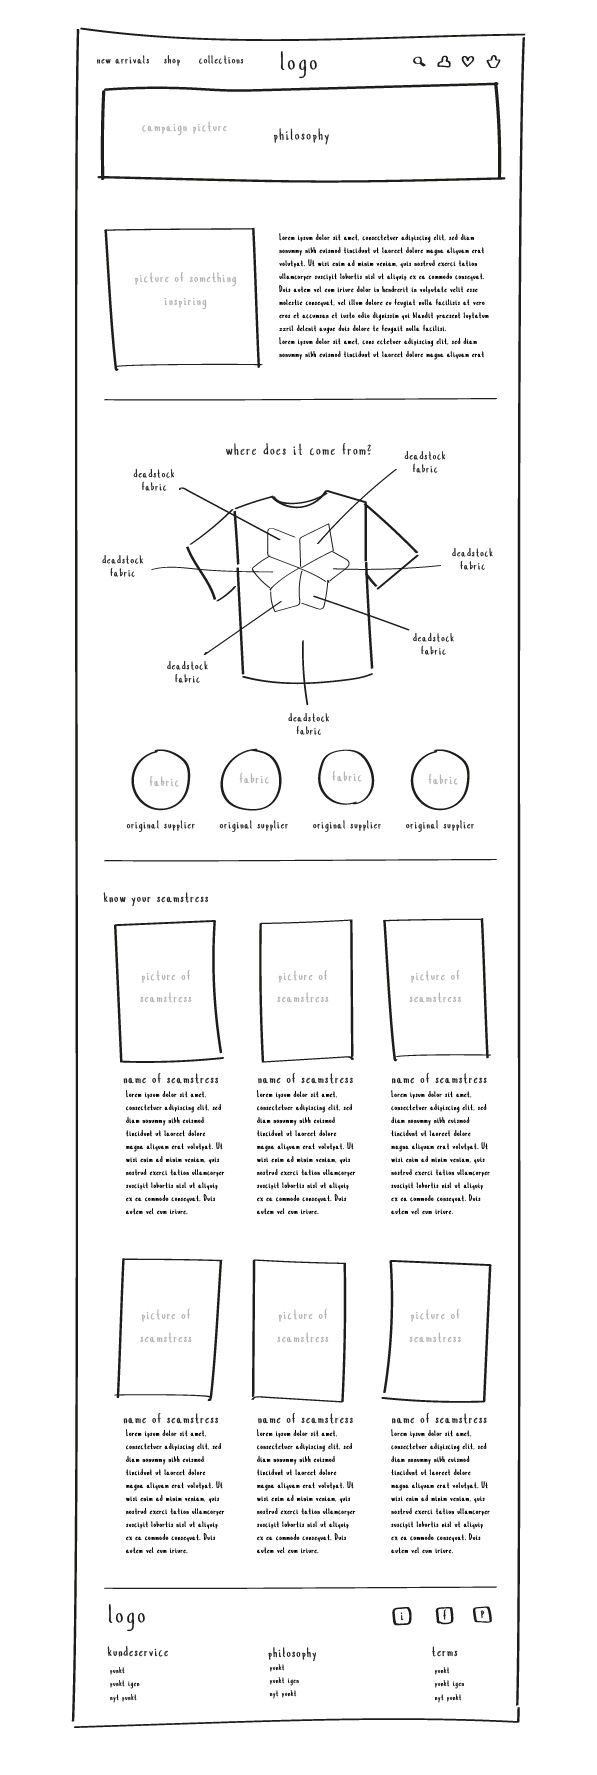 new arrivals shop collections logo
campaign picture
philosophy
picture of something
inspiring
Lorem ipsum dolor sit amet, consectetuer adipiscing elit, sed diam
nonummy nibh euismod tincidunt ut laoreet dolore magna aliquam erat
volutpat. Ut wisi enim ad minim veniam, quis nostrud exerci tation
ullamcorper suscipit lobortis nisl ut aliquip ex ea commodo consequat.
Duis autem vel eum iriure dolor in hendrerit in vulputate velit esse
molestie consequat, vel illum dolore eu feugiat nulla facilisis at vero
eros et accumsan et iusto odio dignissim qui blandit praesent luptatum
zzril delenit augue duis dolore te feugait nulla facilisi.
Lorem ipsum dolor sit amet, cons ectetuer adipiscing elit, sed diam
nonummy nibh euismod tincidunt ut laoreet dolore magna aliquam erat
where does it come from?
deadstock
fabric
deadstock
fabric
deadstock
fabric
deadstock
fabric
deadstock
fabric
deadstock
fabric
deadstock
fabric
fabric fabric fabric fabric
original supplier original supplier original supplier original supplier
know your seamstress
picture of
seamstress
picture of
seamstress
picture of
seamstress
name of seamstress
Lorem ipsum dolor sit amet,
consectetuer adipiscing elit, sed
diam nonummy nibh euismod
tincidunt ut laoreet dolore
magna aliquam erat volutpat. Ut
wisi enim ad minim veniam, quis
nostrud exerci tation ullamcorper
suscipit lobortis nisl ut aliquip
ex ea commodo consequat. Duis
autem vel eum iriure.
name of seamstress
Lorem ipsum dolor sit amet,
consectetuer adipiscing elit, sed
diam nonummy nibh euismod
tincidunt ut laoreet dolore
magna aliquam erat volutpat. Ut
wisi enim ad minim veniam, quis
nostrud exerci tation ullamcorper
suscipit lobortis nisl ut aliquip
ex ea commodo consequat. Duis
autem vel eum iriure.
name of seamstress
Lorem ipsum dolor sit amet,
consectetuer adipiscing elit, sed
diam nonummy nibh euismod
tincidunt ut laoreet dolore
magna aliquam erat volutpat. Ut
wisi enim ad minim veniam, quis
nostrud exerci tation ullamcorper
suscipit lobortis nisl ut aliquip
ex ea commodo consequat. Duis
autem vel eum iriure.
picture of
seamstress
picture of
seamstress
picture of
seamstress
name of seamstress
Lorem ipsum dolor sit amet,
consectetuer adipiscing elit, sed
diam nonummy nibh euismod
tincidunt ut laoreet dolore
magna aliquam erat volutpat. Ut
wisi enim ad minim veniam, quis
nostrud exerci tation ullamcorper
suscipit lobortis nisl ut aliquip
ex ea commodo consequat. Duis
autem vel eum iriure.
name of seamstress
Lorem ipsum dolor sit amet,
consectetuer adipiscing elit, sed
diam nonummy nibh euismod
tincidunt ut laoreet dolore
magna aliquam erat volutpat. Ut
wisi enim ad minim veniam, quis
nostrud exerci tation ullamcorper
suscipit lobortis nisl ut aliquip
ex ea commodo consequat. Duis
autem vel eum iriure.
name of seamstress
Lorem ipsum dolor sit amet,
consectetuer adipiscing elit, sed
diam nonummy nibh euismod
tincidunt ut laoreet dolore
magna aliquam erat volutpat. Ut
wisi enim ad minim veniam, quis
nostrud exerci tation ullamcorper
suscipit lobortis nisl ut aliquip
ex ea commodo consequat. Duis
autem vel eum iriure.
logo
i f p
kundeservice
punkt
punkt igen
nyt punkt
philosophy
punkt
punkt igen
nyt punkt
terms
punkt
punkt igen
nyt punkt